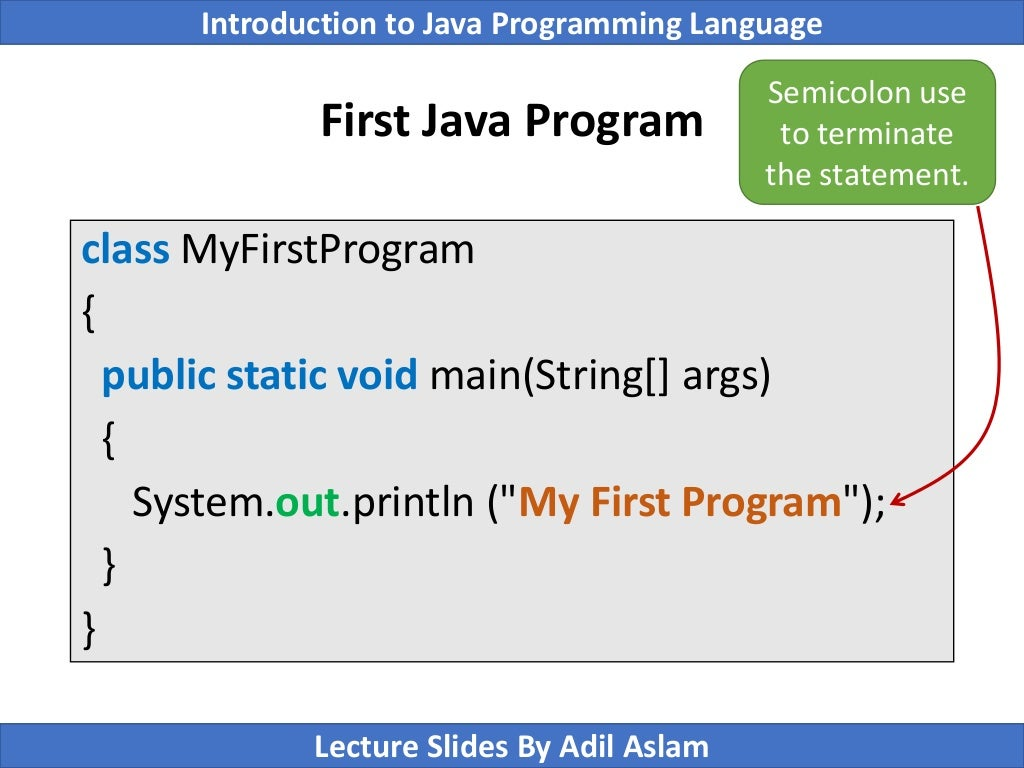 Introduction to Java Programming Language
First Java Program
Semicolon use
to terminate
the statement.
class MyFirstProgram
{
public static void main(String[] args)
{
System.out.println ("My First Program");
}
}
Lecture Slides By Adil Aslam